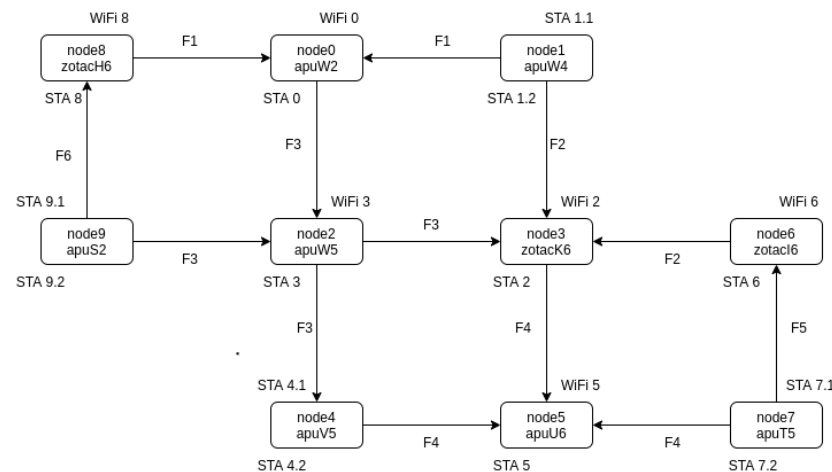 WiFi 8
WiFi 0
STA 1.1
node8
zotacH6
F1
node0
apuW2
F1
node1
apuW4
STA 8
STA 0
STA 1.2
F6
F3
F2
STA 9.1
WiFi 3
WiFi 2
WiFi 6
node9
apuS2
F3
node2
apuW5
F3
node3
zotacK6
F2
node6
zotacI6
STA 9.2
STA 3
STA 2
STA 6
F3
F4
F5
STA 4.1
WiFi 5
STA 7.1
node4
apuV5
F4
node5
apuU6
F4
node7
apuT5
STA 4.2
STA 5
STA 7.2